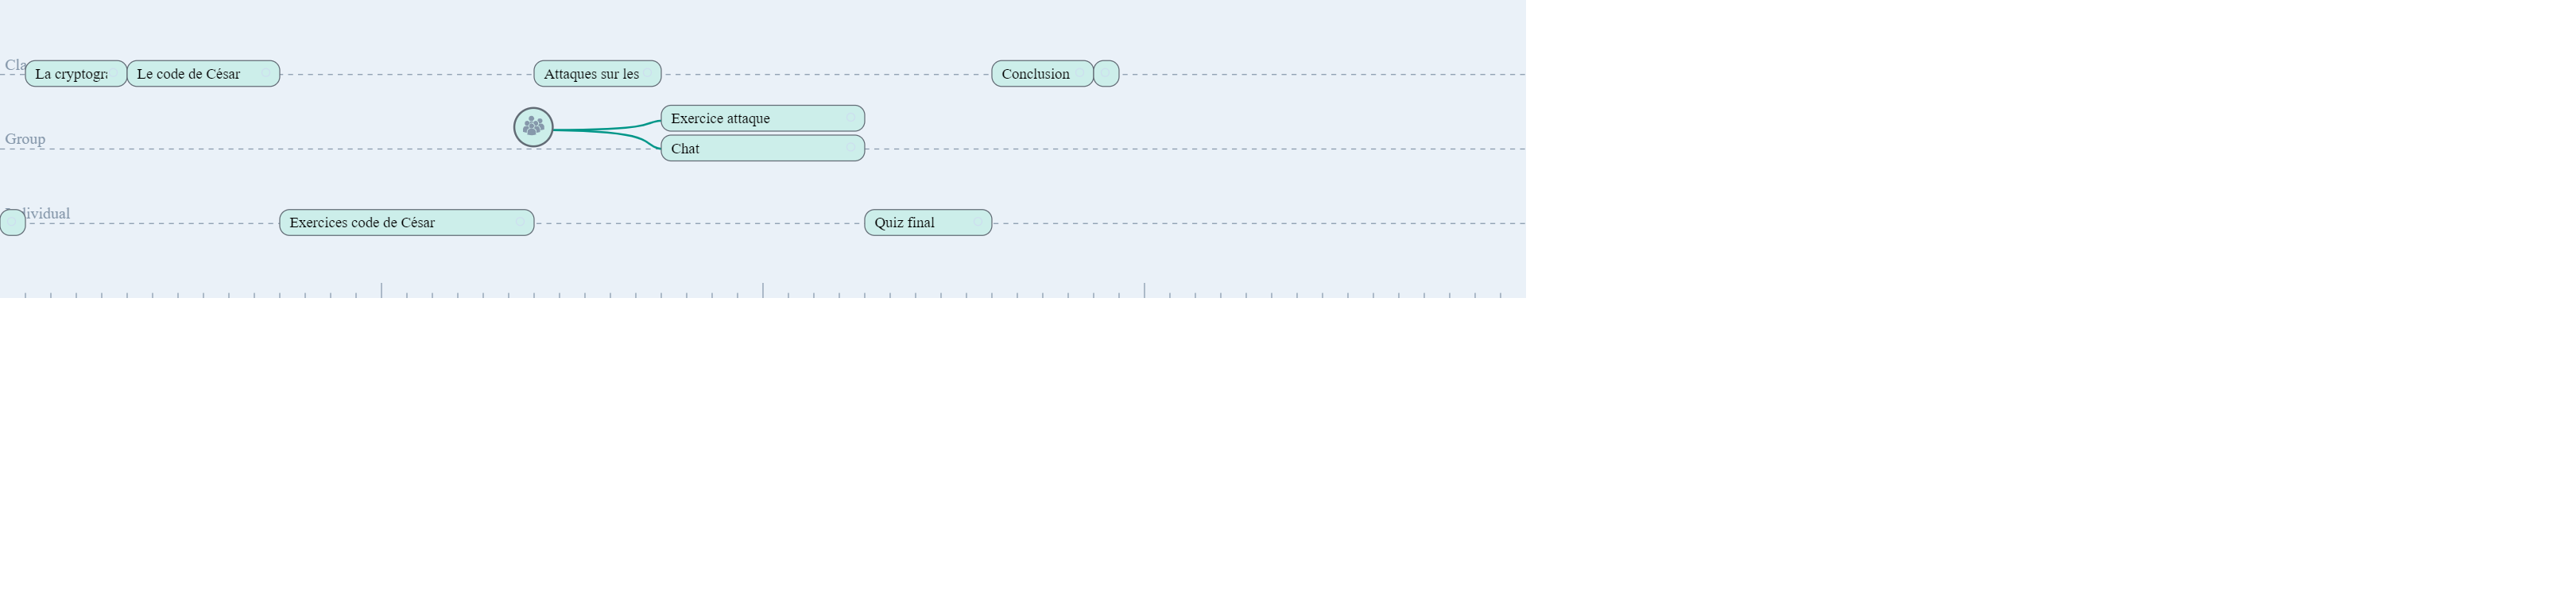 Cla
La cryptogr
Le code de César
Attaques sur les
Conclusion
Exercice attaque
Group
Chat
ividual
Exercices code de César
Quiz final